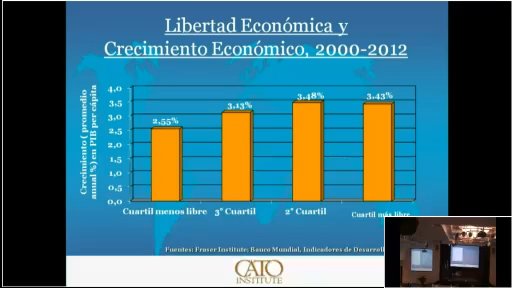 Libertad Económica y
Crecimiento Económico, 2000-2012
Crecimiento ( promedio
anual %) en PIB per cápita
4,0
3,5
3,0
2,5
2,0
1,5
1,0
0,5
0,0
2,55%
3,13%
3,48%
3,43%
Cuartil menos libre
3° Cuartil
2° Cuartil
Cuartil más libre
Fuentes: Fraser Institute; Banco Mundial, Indicadores de Desarroll
CATO
INSTITUTE